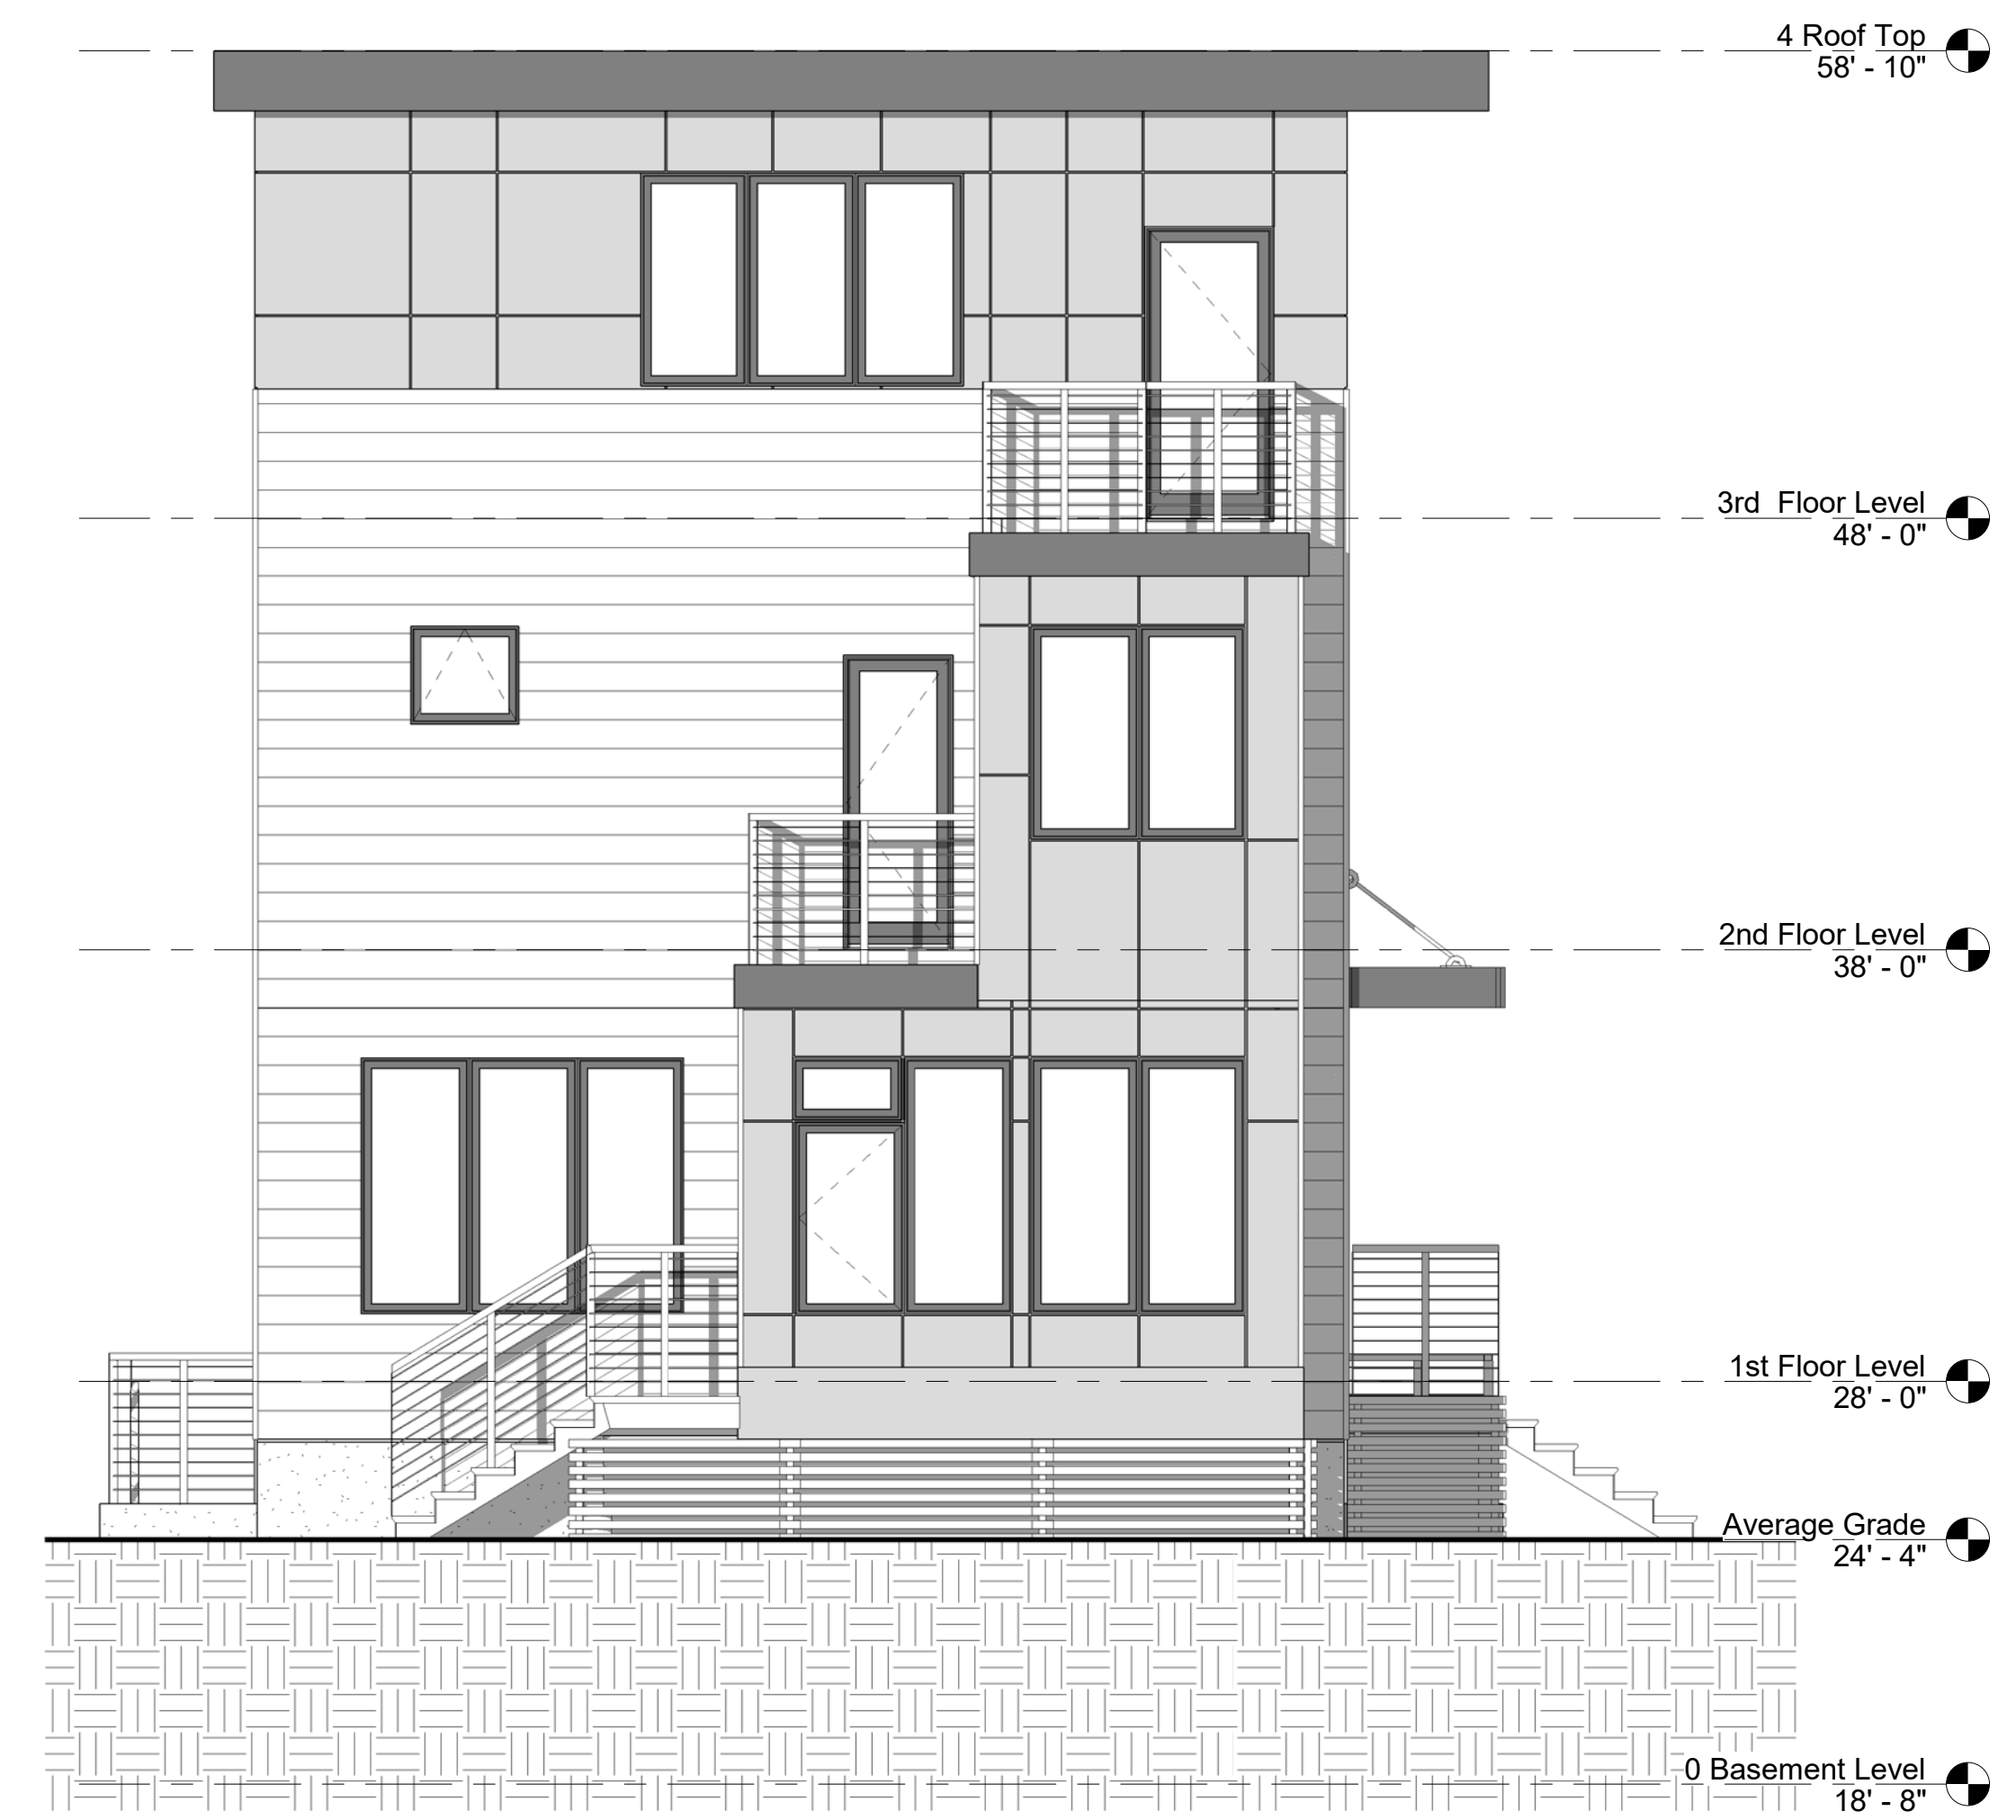 4 Roof Top
58' - 10"
3rd  Floor Level
48' - 0"
2nd Floor Level
38' - 0"
1st Floor Level
28' - 0"
Average Grade
24' - 4"
0 Basement Level
18' - 8"